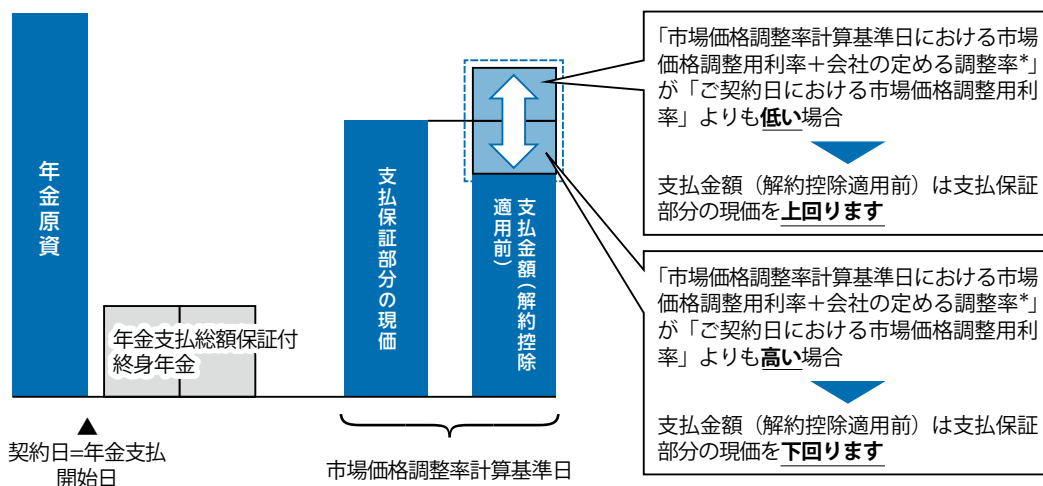 年金原資
年金支払総額保証付
終身年金
▲
契約日=年金支払
開始日
支払保証部分の現価
支払金額(解約控除
適用前)
市場価格調整率計算基準日
「市場価格調整率計算基準日における市場
価格調整用利率+会社の定める調整率*」
が「ご契約日における市場価格調整用利
率」よりも低い場合
支払金額(解約控除適用前)は支払保証
部分の現価を上回ります
「市場価格調整率計算基準日における市場
価格調整用利率+会社の定める調整率*」
が「ご契約日における市場価格調整用利
率」よりも高い場合
支払金額(解約控除適用前)は支払保証
部分の現価を下回ります